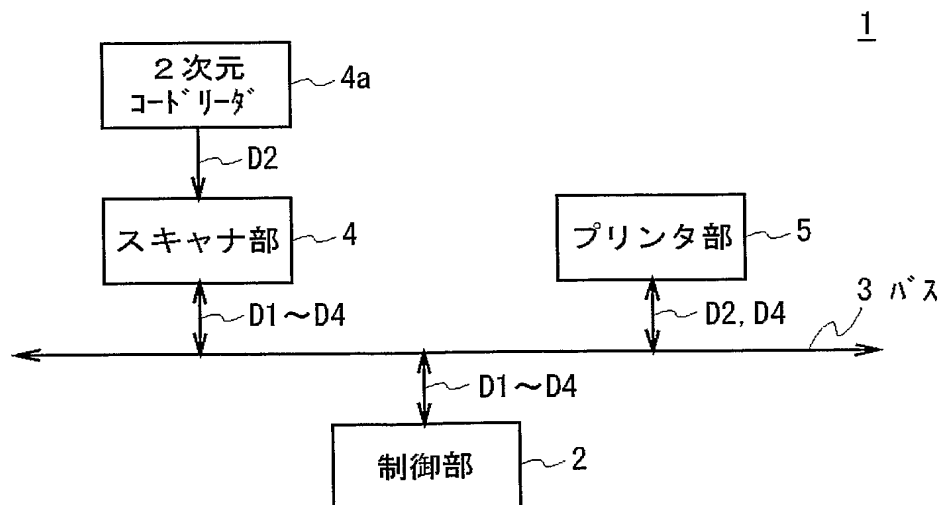 1
２次元
ｺｰﾄﾞﾘｰﾀﾞ
4a
D2
スキャナ部
4
プリンタ部
5
D1～D4
D2, D4
3 ﾊﾞｽ
D1～D4
制御部
2